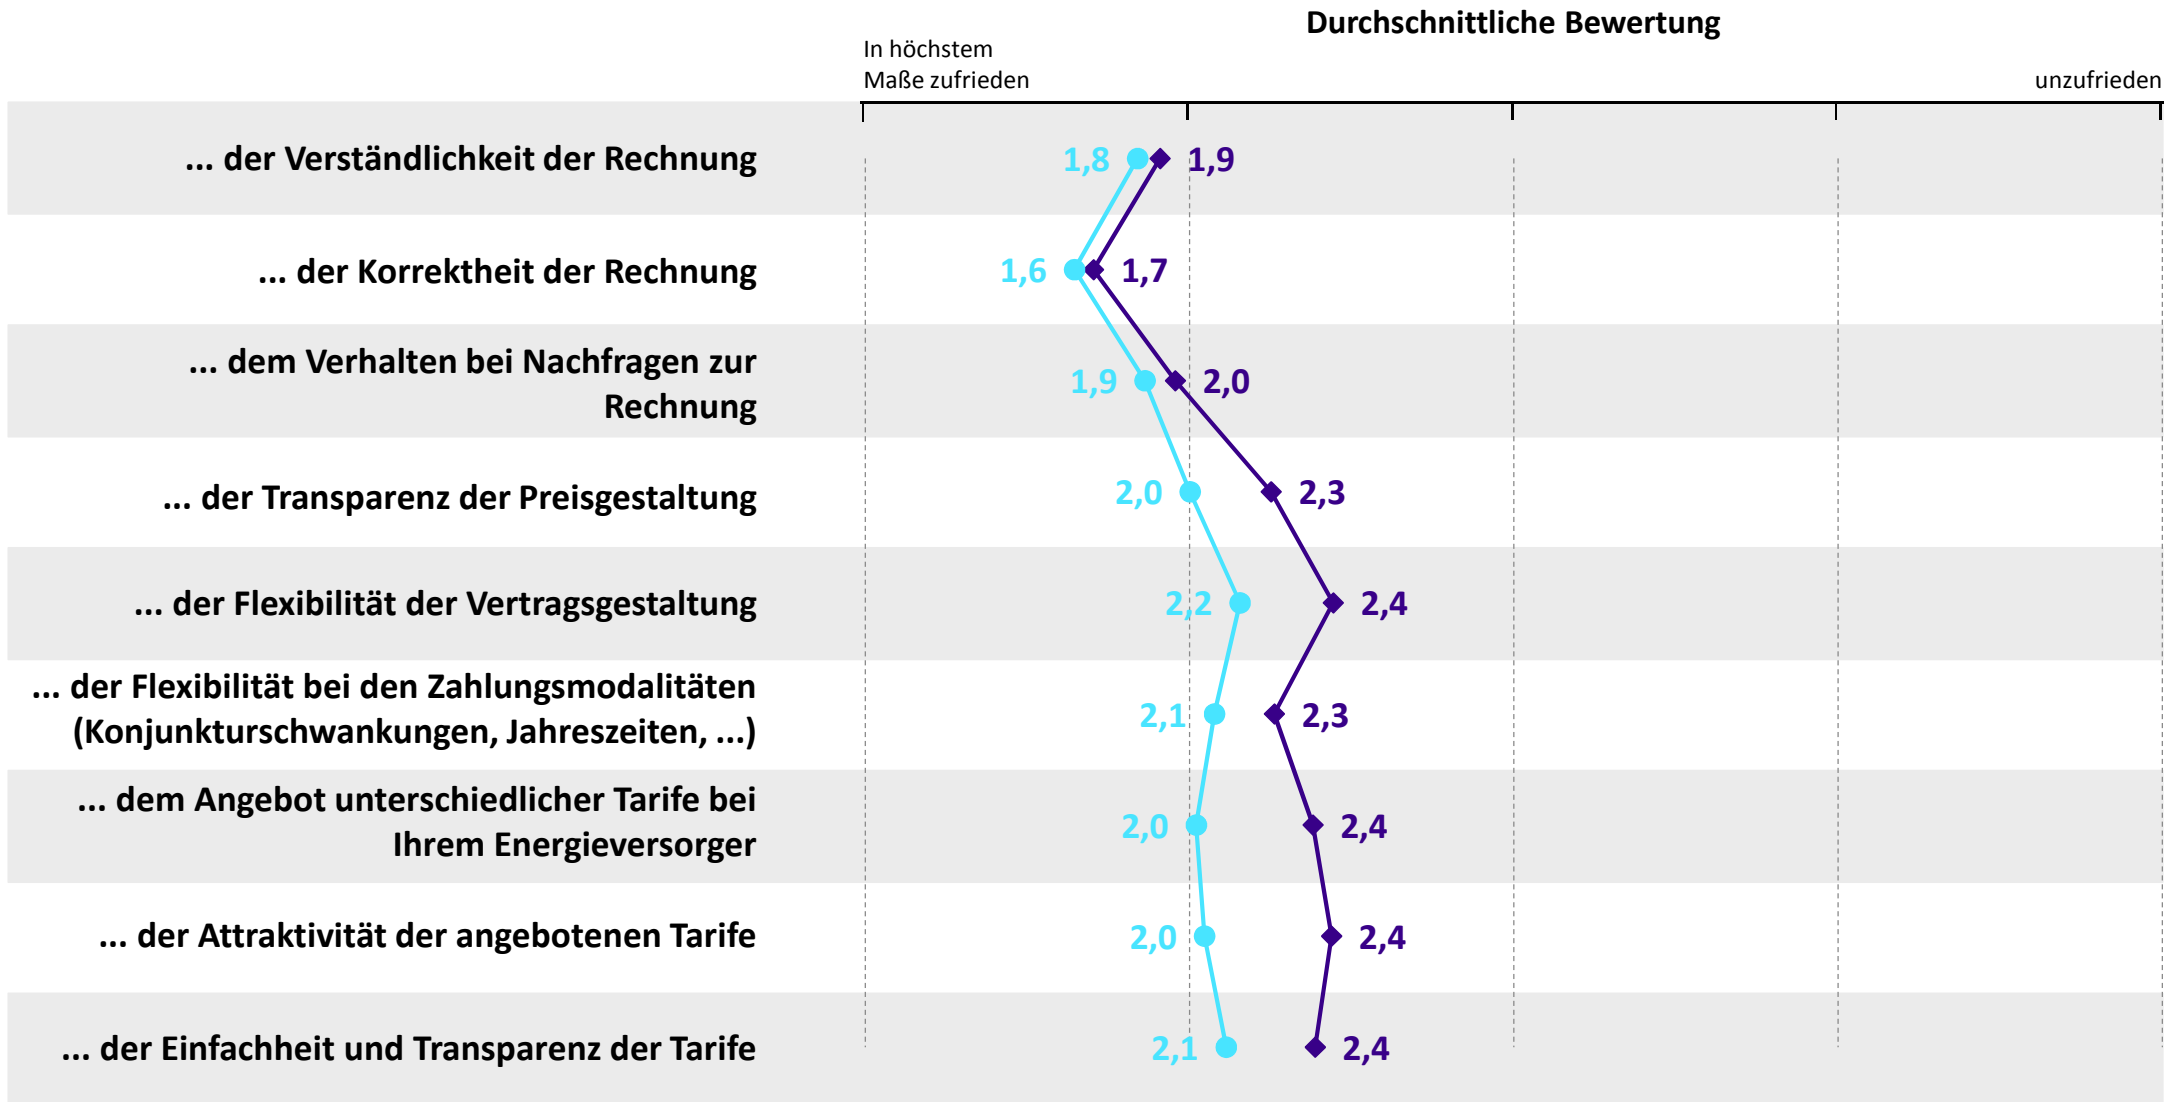 Durchschnittliche Bewertung
In höchstem
Maße zufrieden
unzufrieden
... der Verständlichkeit der Rechnung
1,8
1,9
... der Korrektheit der Rechnung
1,6
1,7
... dem Verhalten bei Nachfragen zur
Rechnung
1,9
2,0
... der Transparenz der Preisgestaltung
2,0
2,3
... der Flexibilität der Vertragsgestaltung
2,2
2,4
... der Flexibilität bei den Zahlungsmodalitäten
(Konjunkturschwankungen, Jahreszeiten, ...)
2,1
2,3
... dem Angebot unterschiedlicher Tarife bei
Ihrem Energieversorger
2,0
2,4
... der Attraktivität der angebotenen Tarife
2,0
2,4
... der Einfachheit und Transparenz der Tarife
2,1
2,4